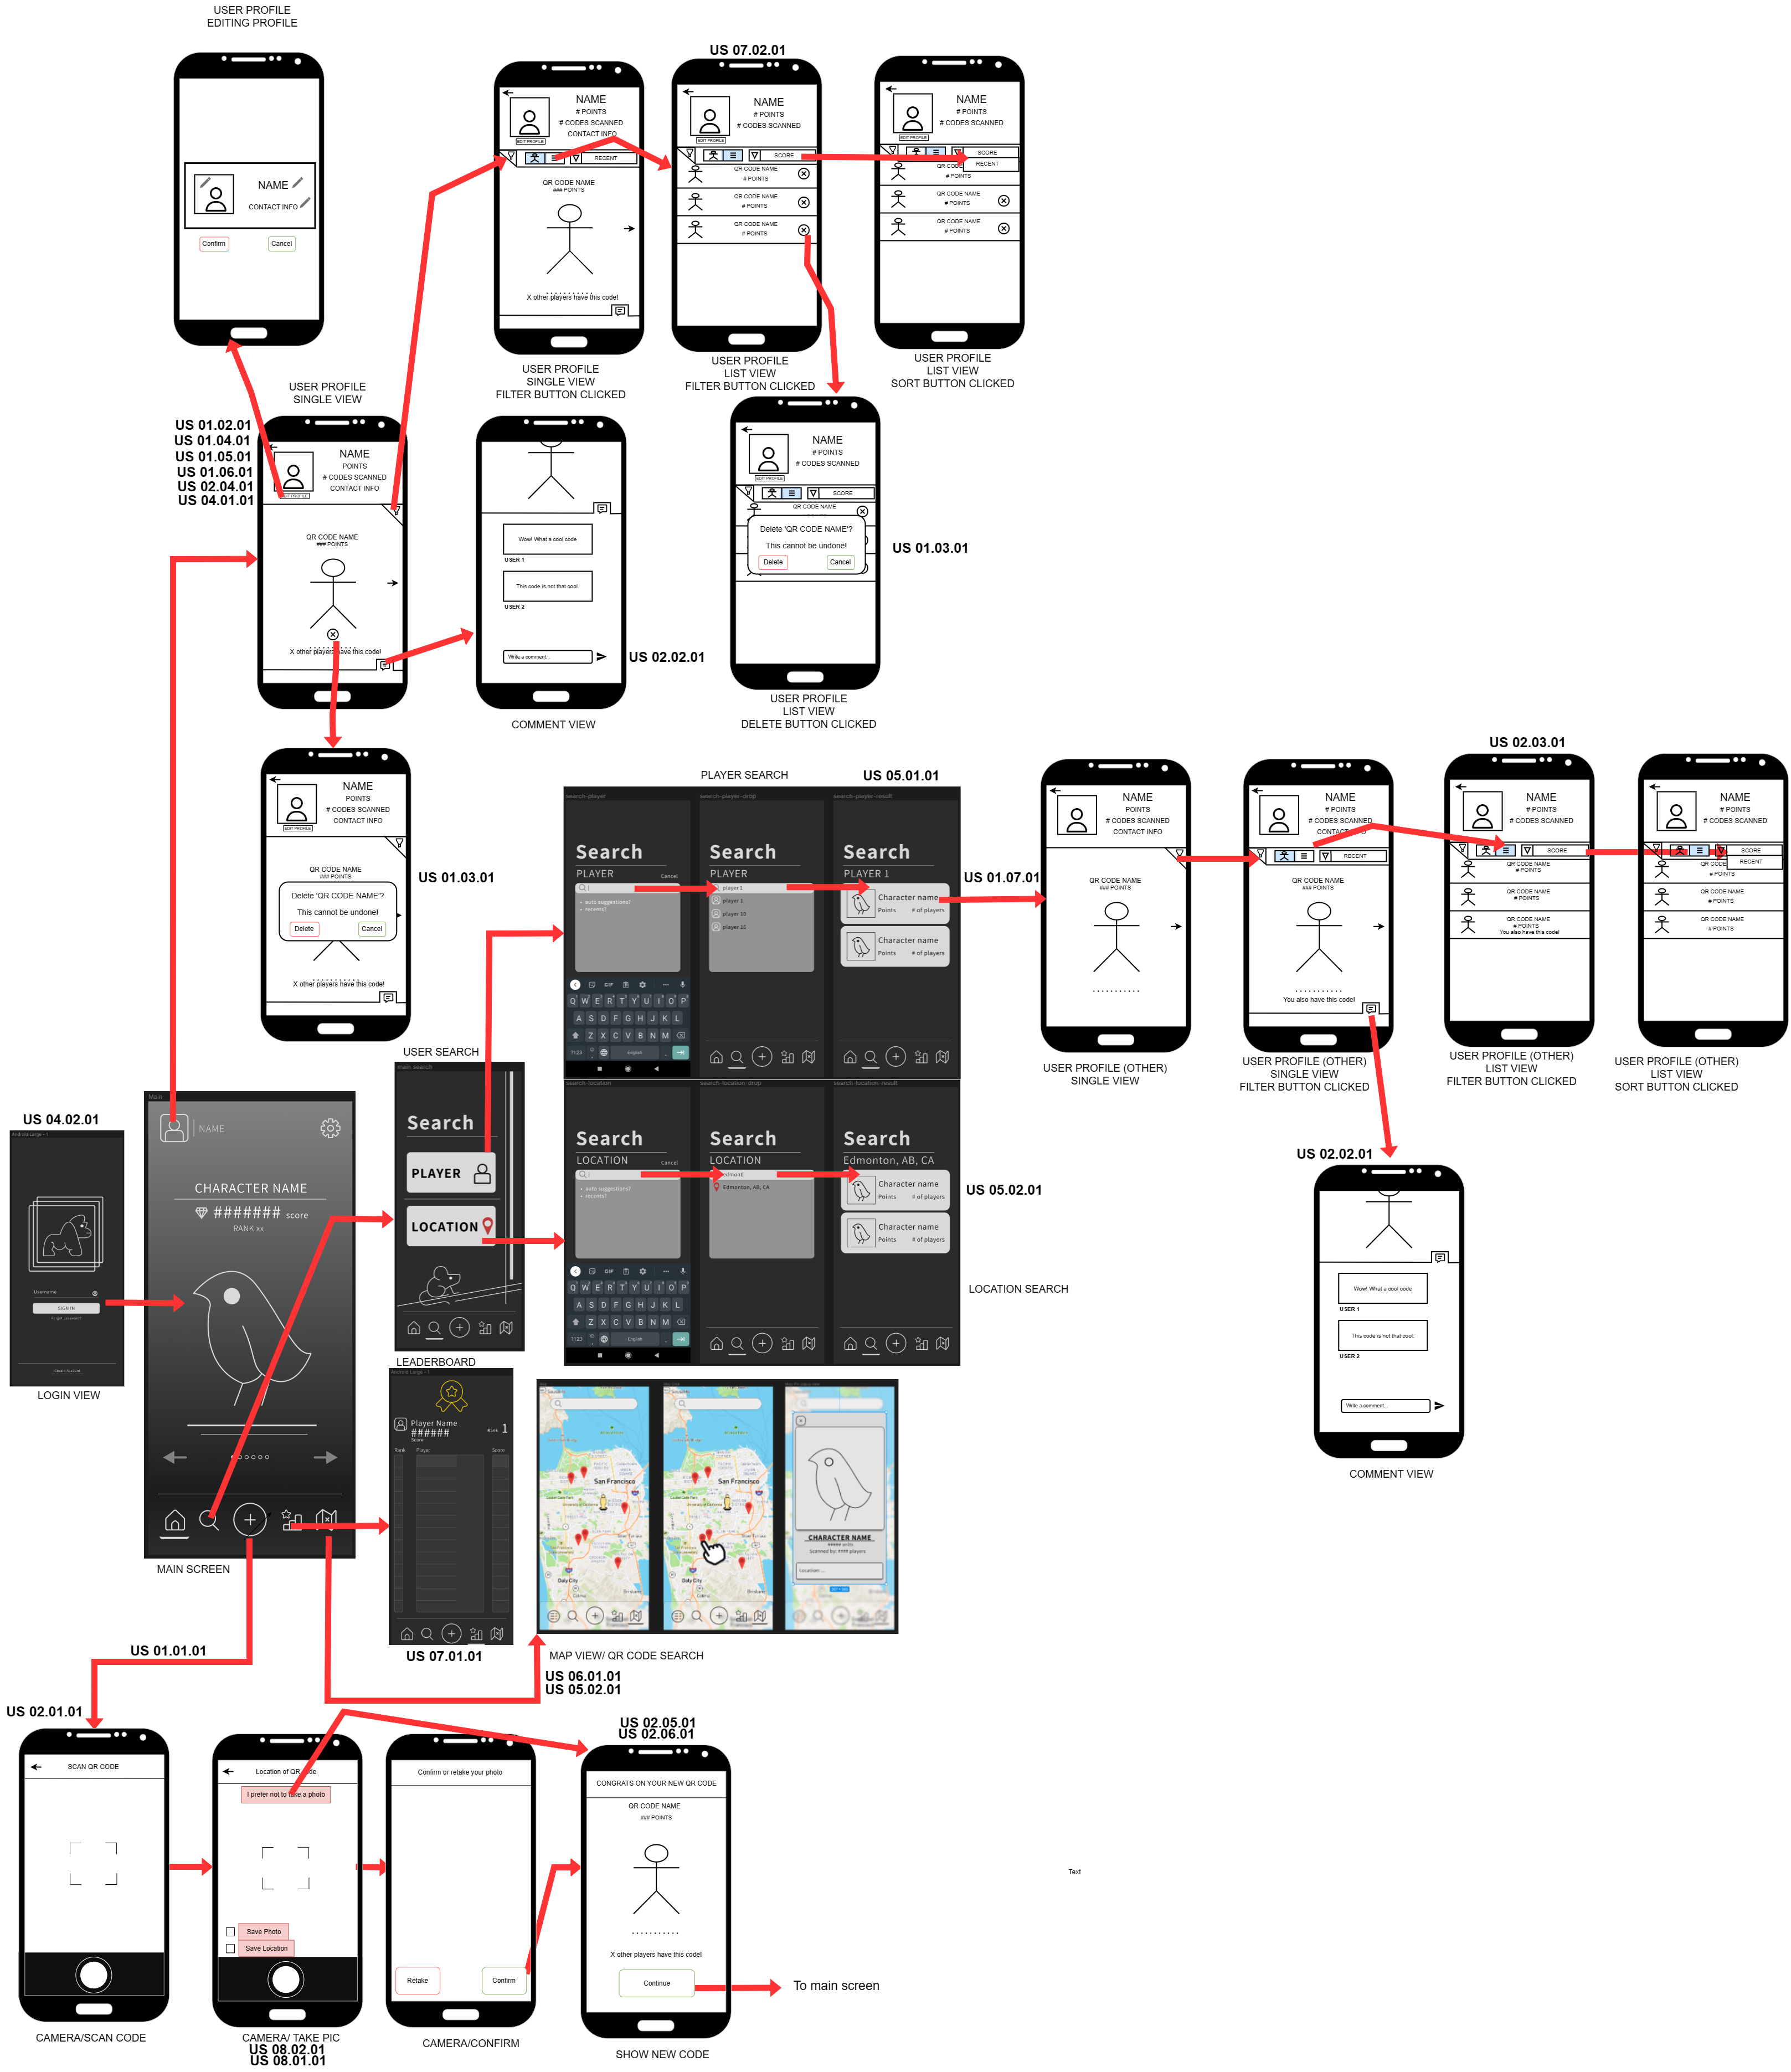 USER PROFILE
EDITING PROFILE
NAME
CONTACT INFO
Confirm
Cancel
NAME
# POINTS
# CODES SCANNED
CONTACT INFO
EDIT PROFILE
RECENT
QR CODE NAME
### POINTS
X other players have this code!
USER PROFILE
SINGLE VIEW
FILTER BUTTON CLICKED
US 07.02.01
NAME
# POINTS
# CODES SCANNED
EDIT PROFILE
SCORE
QR CODE NAME
# POINTS
QR CODE NAME
# POINTS
QR CODE NAME
# POINTS
USER PROFILE
LIST VIEW
FILTER BUTTON CLICKED
NAME
# POINTS
# CODES SCANNED
EDIT PROFILE
SCORE
RECENT
QR CODE
# POINTS
QR CODE NAME
# POINTS
QR CODE NAME
# POINTS
USER PROFILE
LIST VIEW
SORT BUTTON CLICKED
USER PROFILE
SINGLE VIEW
US 01.02.01
US 01.04.01
US 01.05.01
US 01.06.01
US 02.04.01
US 04.01.01
NAME
POINTS
# CODES SCANNED
CONTACT INFO
EDIT PROFILE
QR CODE NAME
### POINTS
X other players have this code!
Wow! What a cool code
USER 1
This code is not that cool.
USER 2
Write a comment...
US 02.02.01
COMMENT VIEW
NAME
# POINTS
# CODES SCANNED
EDIT PROFILE
SCORE
QR CODE NAME
Delete 'QR CODE NAME'?
This cannot be undone!
Delete
Cancel
US 01.03.01
USER PROFILE
LIST VIEW
DELETE BUTTON CLICKED
NAME
POINTS
# CODES SCANNED
CONTACT INFO
EDIT PROFILE
QR CODE NAME
### POINTS
Delete 'QR CODE NAME'?
This cannot be undone!
Delete
Cancel
X other players have this code!
US 01.03.01
PLAYER SEARCH
US 05.01.01
search-player
search-player-drop
search-player-result
Search
PLAYER
Cancel
auto suggestions?
recents?
Search
PLAYER
player 1
player 1
player 10
player 16
Search
PLAYER 1
Character name
Points
# of players
Character name
Points
# of players
GIF
Q W E R T Y U I O P
A S D F G H J K L
Z X C V B N M
?123
English
US 01.07.01
NAME
POINTS
# CODES SCANNED
CONTACT INFO
QR CODE NAME
### POINTS
USER PROFILE (OTHER)
SINGLE VIEW
NAME
# POINTS
# CODES SCANNED
CONTACT INFO
RECENT
QR CODE NAME
### POINTS
You also have this code!
USER PROFILE (OTHER)
SINGLE VIEW
FILTER BUTTON CLICKED
US 02.03.01
NAME
# POINTS
# CODES SCANNED
SCORE
QR CODE NAME
# POINTS
QR CODE NAME
# POINTS
QR CODE NAME
# POINTS
You also have this code!
USER PROFILE (OTHER)
LIST VIEW
FILTER BUTTON CLICKED
NAME
# POINTS
# CODES SCANNED
SCORE
RECENT
QR CODE
# POINTS
QR CODE NAME
# POINTS
QR CODE NAME
# POINTS
USER PROFILE (OTHER)
LIST VIEW
SORT BUTTON CLICKED
USER SEARCH
main search
Search
PLAYER
LOCATION
search-location
search-location-drop
search-location-result
Search
LOCATION
Cancel
auto suggestions?
recents?
Search
LOCATION
edmont
Edmonton, AB, CA
Search
Edmonton, AB, CA
Character name
Points
# of players
Character name
Points
# of players
GIF
Q W E R T Y U I O P
A S D F G H J K L
Z X C V B N M
?123
English
US 05.02.01
LOCATION SEARCH
US 02.02.01
Wow! What a cool code
USER 1
This code is not that cool.
USER 2
Write a comment...
COMMENT VIEW
US 04.02.01
Android Large - 1
Username
SIGN IN
Forgot password?
Create Account
LOGIN VIEW
Main
NAME
CHARACTER NAME
####### score
RANK xx
MAIN SCREEN
LEADERBOARD
Android Large - 1
Player Name
######
Score
Rank 1
Rank
Player
Score
US 07.01.01
San Francisco
Daly City
Brisbane
San Francisco
Daly City
Brisbane
CHARACTER NAME
##### points
Scanned by: #### players
Location ...
MAP VIEW/ QR CODE SEARCH
US 06.01.01
US 05.02.01
US 01.01.01
US 02.01.01
SCAN QR CODE
CAMERA/SCAN CODE
Location of QR code
I prefer not to take a photo
Save Photo
Save Location
CAMERA/ TAKE PIC
US 08.02.01
US 08.01.01
Confirm or retake your photo
Retake
Confirm
CAMERA/CONFIRM
US 02.05.01
US 02.06.01
CONGRATS ON YOUR NEW QR CODE
QR CODE NAME
### POINTS
X other players have this code!
Continue
SHOW NEW CODE
To main screen
Text